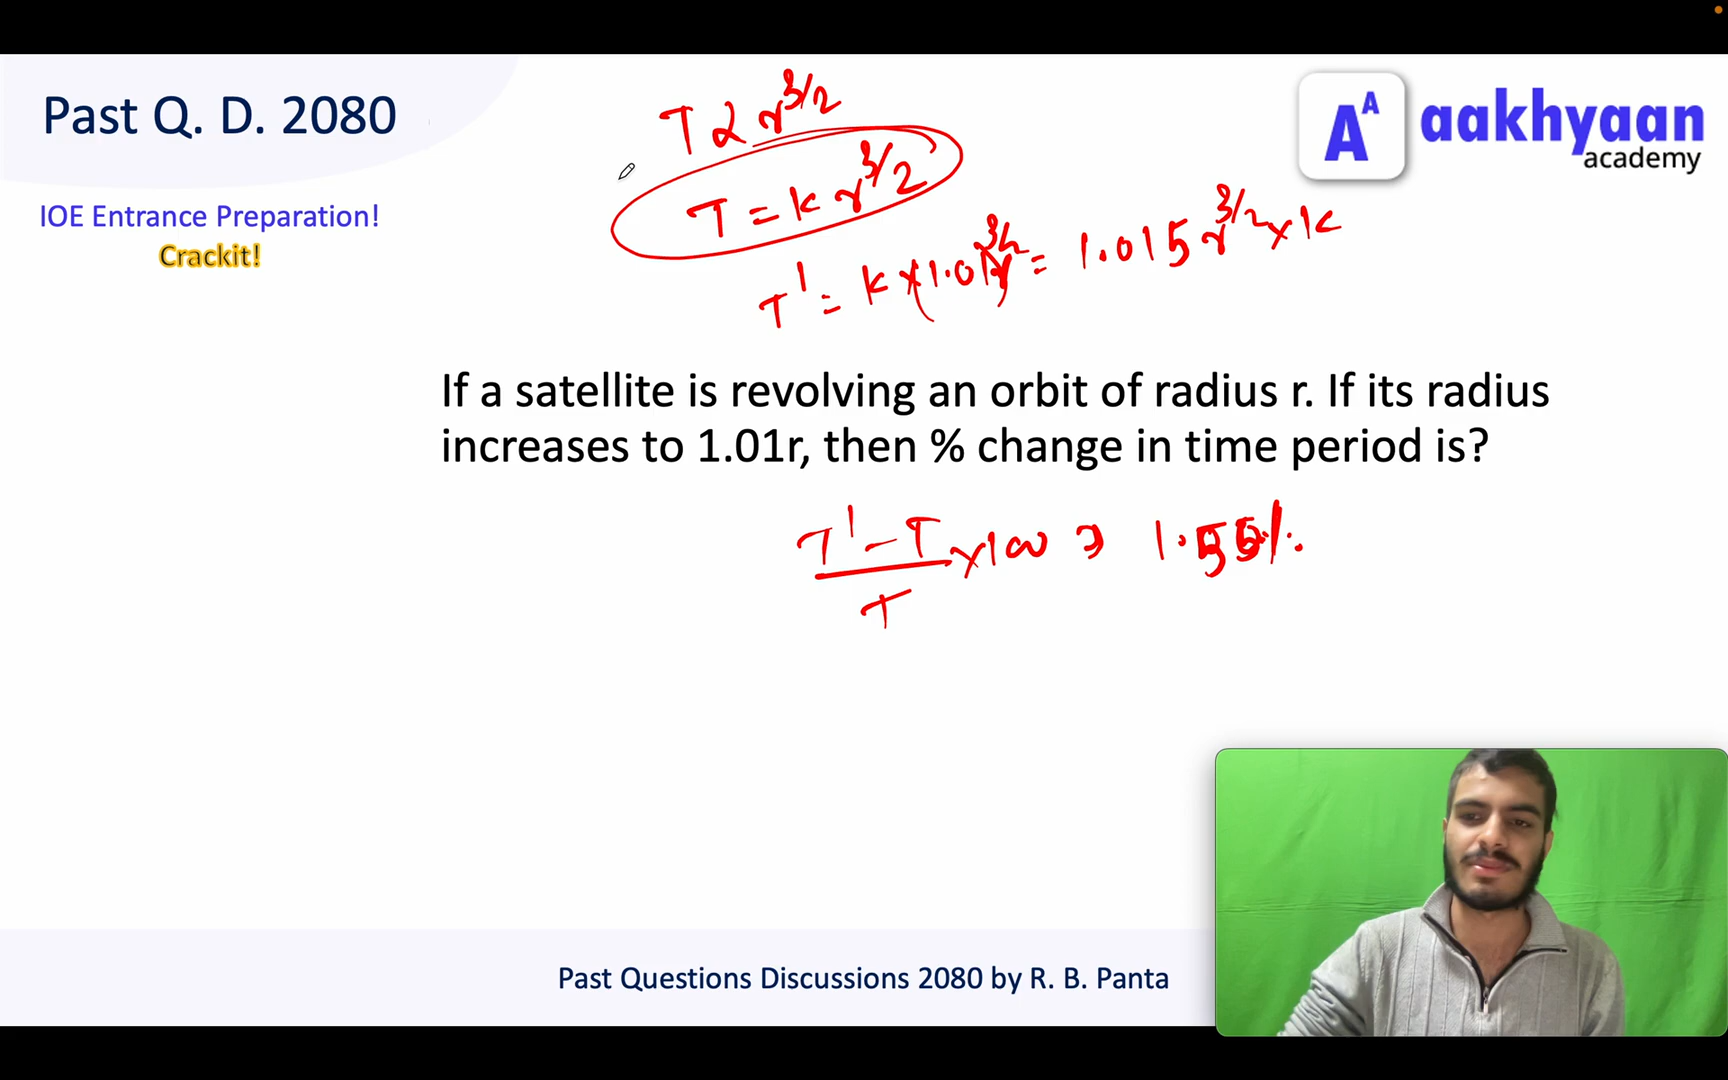 Past Q. D. 2080
IOE Entrance Preparation!
Crackit!
AA aakhyaan
academy
T α r^3/2
T = k r^3/2
T' = k × (1.01r)^3/2 = 1.015 r^3/2 × k
If a satellite is revolving an orbit of radius r. If its radius
increases to 1.01r, then % change in time period is?
T' - T
× 100 ⇒
T
Past Questions Discussions 2080 by R. B. Panta